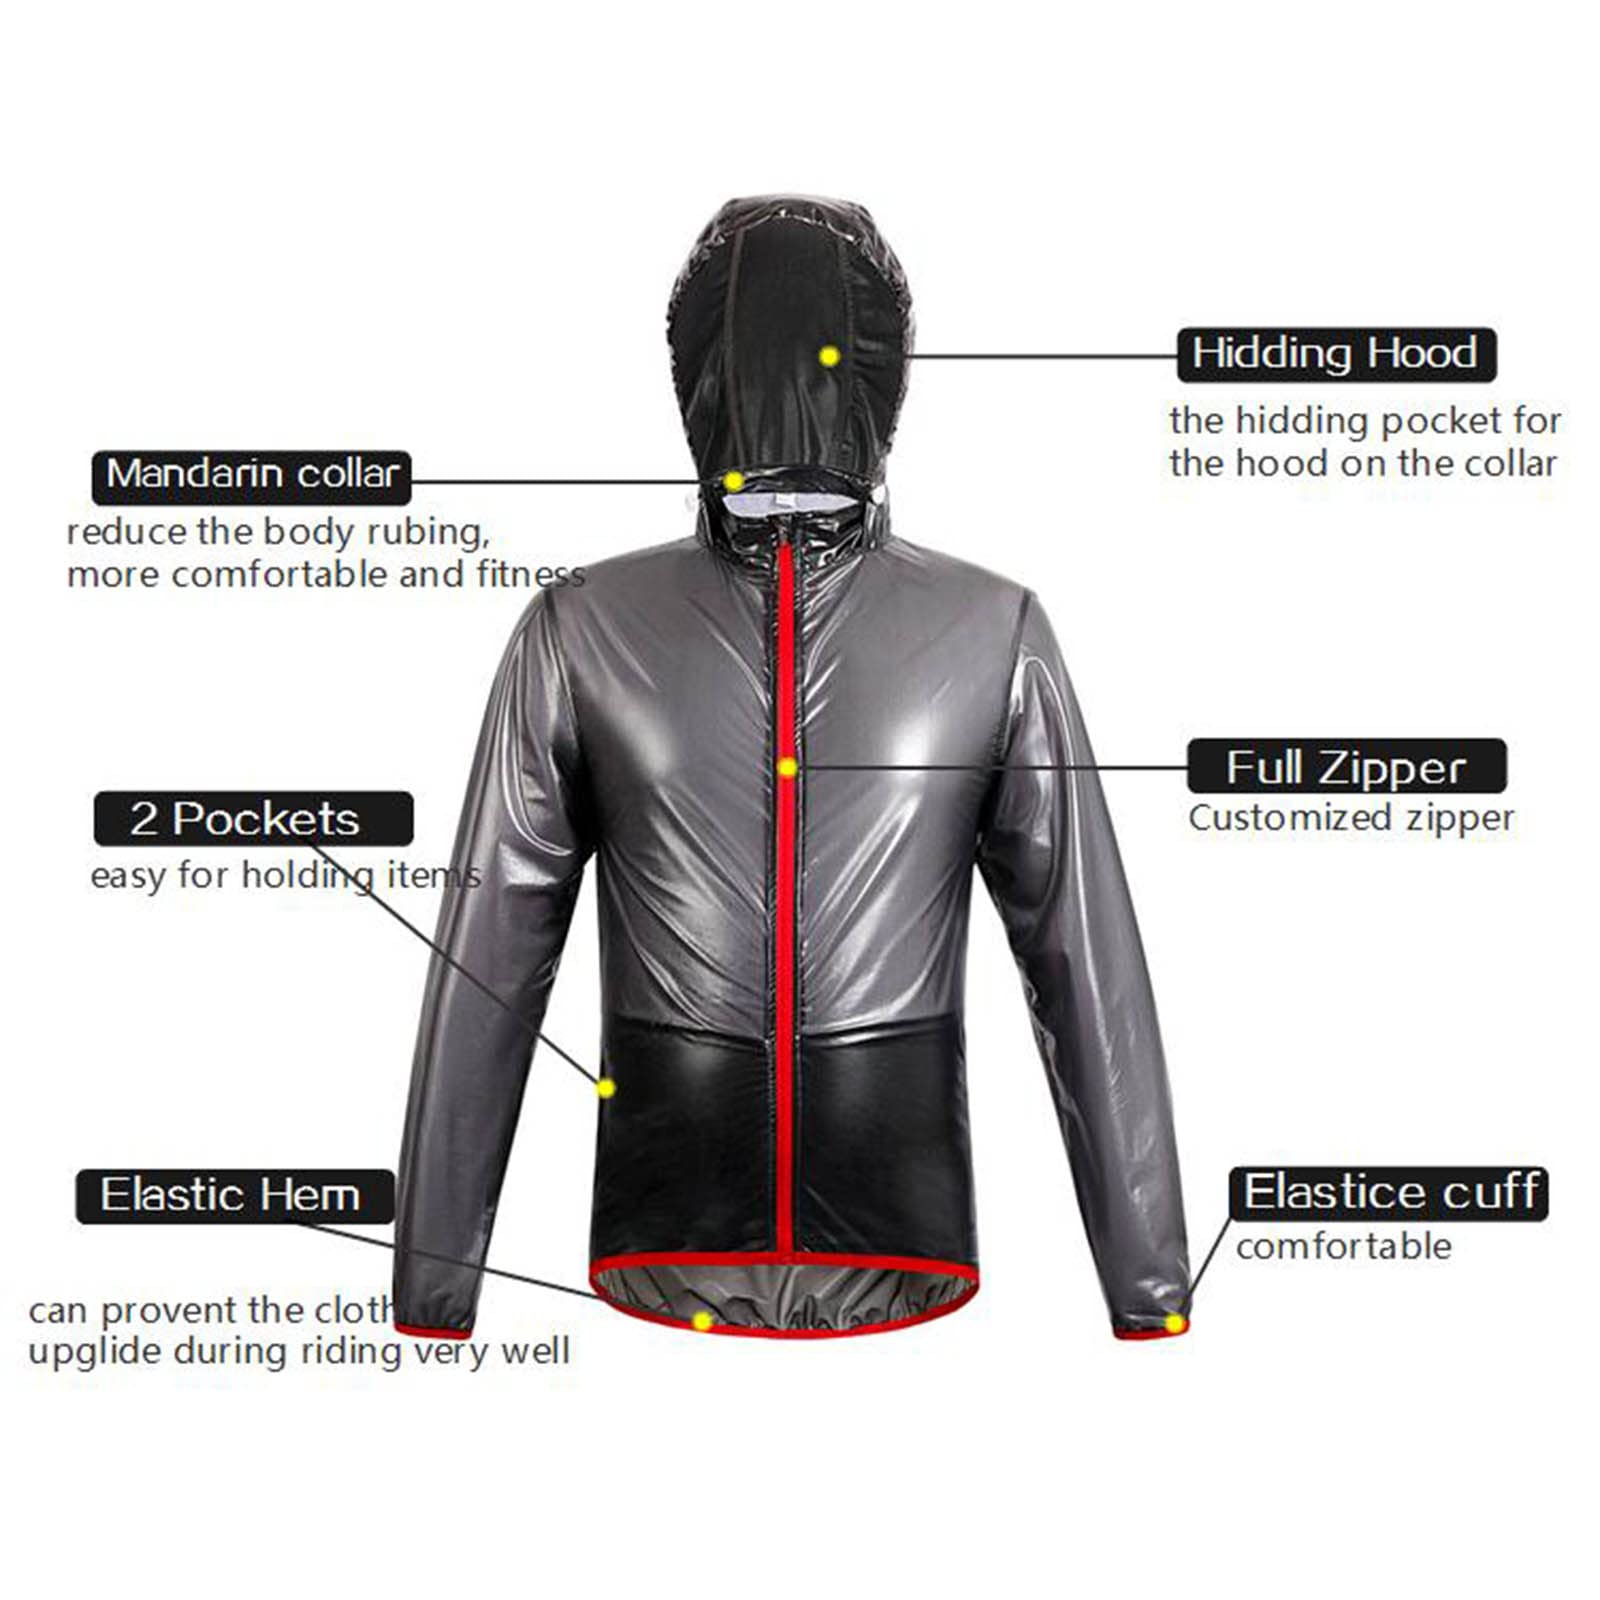 Hidding Hood
the hidding pocket for
the hood on the collar
Mandarin collar
reduce the body rubing,
more comfortable and fitness
Full Zipper
Customized zipper
2 Pockets
easy for holding items
Elastic Hem
can provent the cloth
upglide during riding very well
Elastice cuff
comfortable